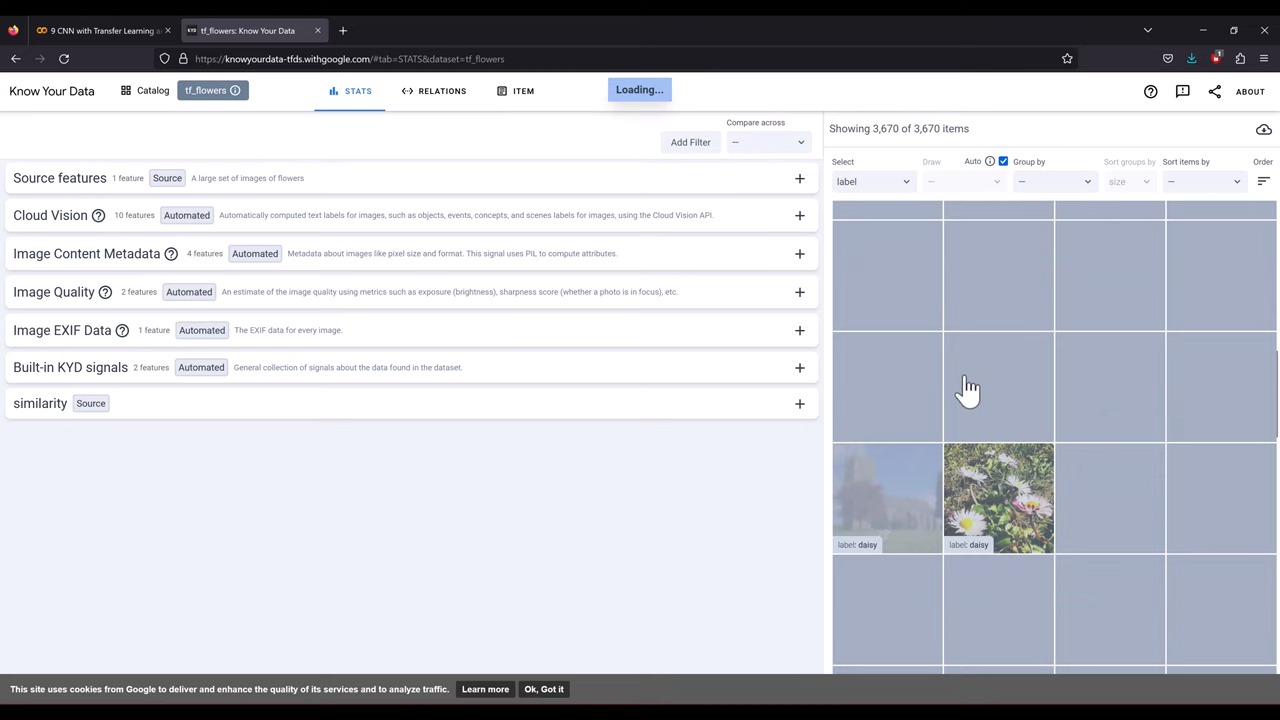 9 CNN with Transfer Learning a
KYD
tf_flowers: Know Your Data
https://knowyourdata-tfds.withgoogle.com/#tab=STATS&dataset=tf_flowers
1
Know Your Data
Catalog
tf_flowers
STATS
RELATIONS
ITEM
Loading...
ABOUT
Compare across
Add Filter
—
Showing 3,670 of 3,670 items
Select
Draw
Auto
Group by
Sort groups by
Sort items by
Order
label
—
—
size
—
Source features 1 feature Source A large set of images of flowers
Cloud Vision 10 features Automated Automatically computed text labels for images, such as objects, events, concepts, and scenes labels for images, using the Cloud Vision API.
Image Content Metadata 4 features Automated Metadata about images like pixel size and format. This signal uses PIL to compute attributes.
Image Quality 2 features Automated An estimate of the image quality using metrics such as exposure (brightness), sharpness score (whether a photo is in focus), etc.
Image EXIF Data 1 feature Automated The EXIF data for every image.
Built-in KYD signals 2 features Automated General collection of signals about the data found in the dataset.
similarity Source
label: daisy
label: daisy
This site uses cookies from Google to deliver and enhance the quality of its services and to analyze traffic. Learn more Ok, Got it